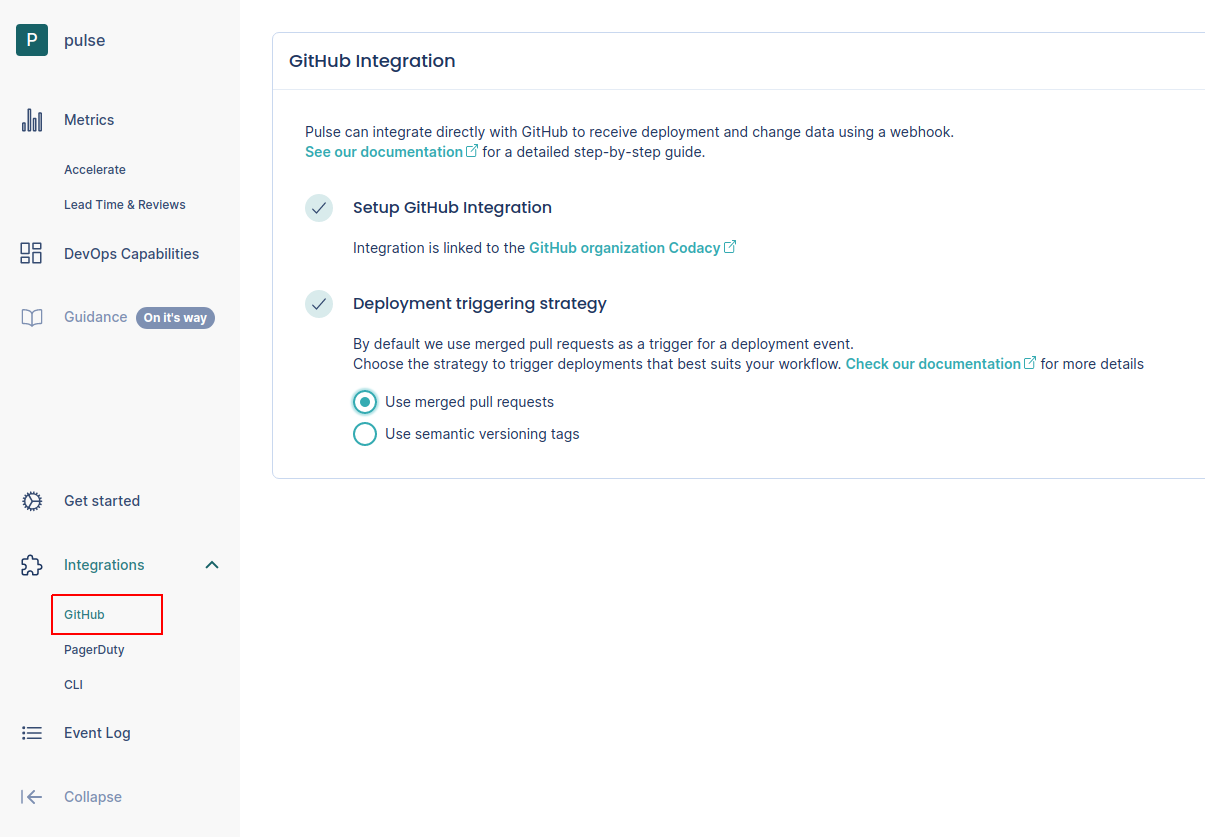 P pulse
Metrics
Accelerate
Lead Time & Reviews
DevOps Capabilities
Guidance On it's way
Get started
Integrations
GitHub
PagerDuty
CLI
Event Log
Collapse
GitHub Integration
Pulse can integrate directly with GitHub to receive deployment and change data using a webhook.
See our documentation for a detailed step-by-step guide.
Setup GitHub Integration
Integration is linked to the GitHub organization Codacy
Deployment triggering strategy
By default we use merged pull requests as a trigger for a deployment event.
Choose the strategy to trigger deployments that best suits your workflow. Check our documentation for more details
Use merged pull requests
Use semantic versioning tags